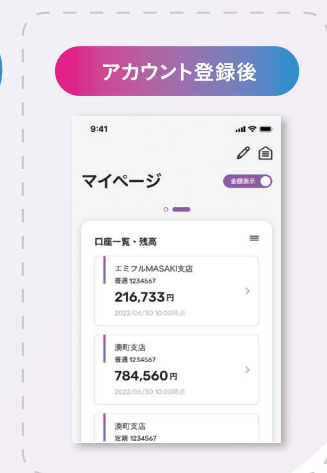 アカウント登録後
9:41
マイページ
金額表示
口座一覧・残高
エミフルMASAKI支店
普通 1234567
216,733円
2022/06/30 10:00時点
湊町支店
普通 1234567
784,560円
2022/06/30 10:00時点
湊町支店
定期 1234567